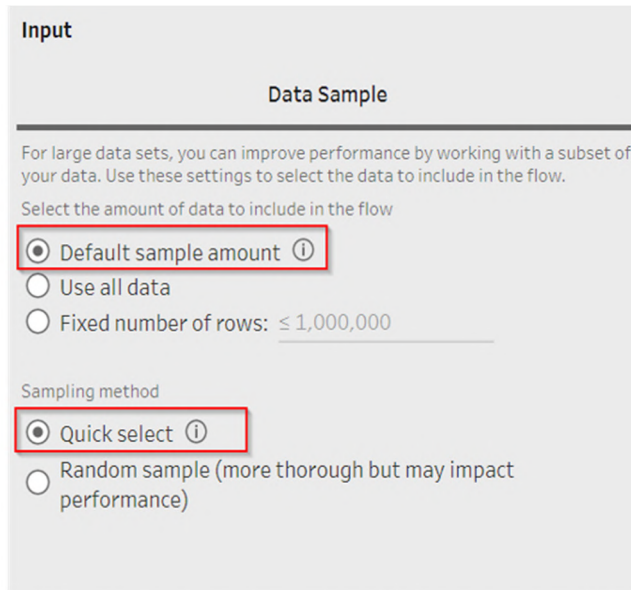 Input
Data Sample
For large data sets, you can improve performance by working with a subset of
your data. Use these settings to select the data to include in the flow.
Select the amount of data to include in the flow
Default sample amount
Use all data
Fixed number of rows: ≤ 1,000,000
Sampling method
Quick select
Random sample (more thorough but may impact
performance)